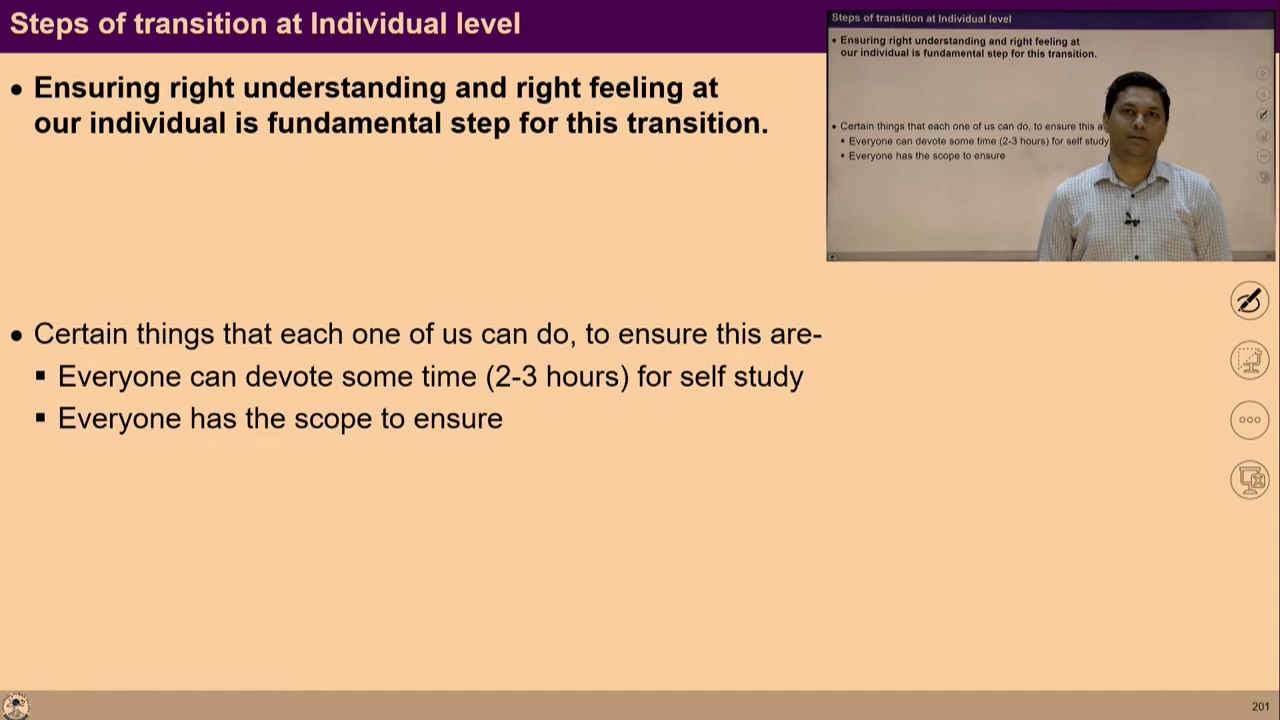 Steps of transition at Individual level
• Ensuring right understanding and right feeling at
our individual is fundamental step for this transition.
• Certain things that each one of us can do, to ensure this are-
▪ Everyone can devote some time (2-3 hours) for self study
▪ Everyone has the scope to ensure
Steps of transition at Individual level
• Ensuring right understanding and right feeling at
our individual is fundamental step for this transition.
• Certain things that each one of us can do, to ensure this a
▪ Everyone can devote some time (2-3 hours) for self study
▪ Everyone has the scope to ensure
201